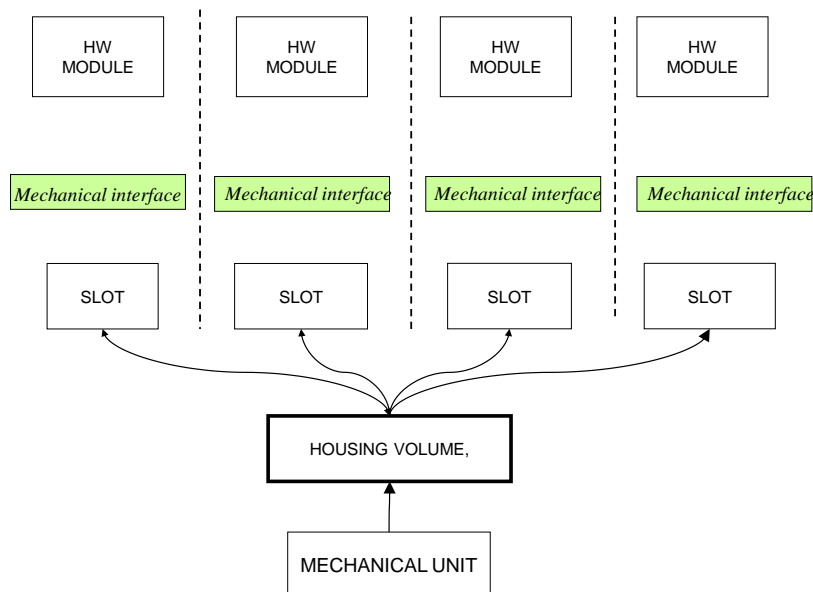 HW
MODULE
HW
MODULE
HW
MODULE
HW
MODULE
Mechanical interface
Mechanical interface
Mechanical interface
Mechanical interface
SLOT
SLOT
SLOT
SLOT
HOUSING VOLUME,
MECHANICAL UNIT